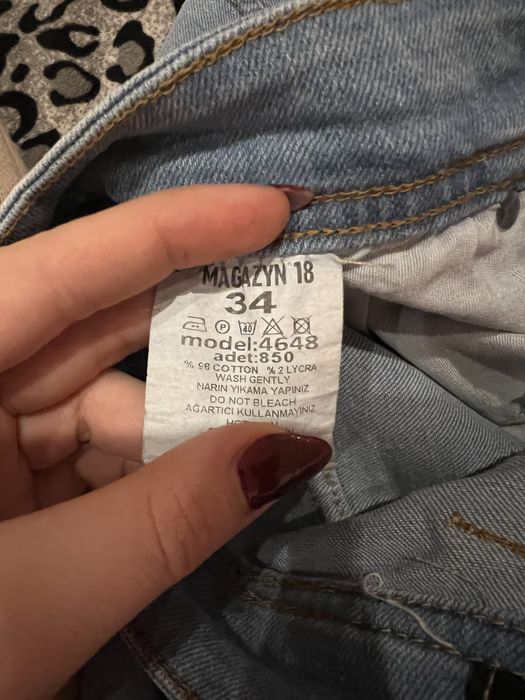 MAGAZYN°18
34
P 40
model:4648
adet:850
% 98 COTTON % 2 LYCRA
WASH GENTLY
NARIN YIKAMA YAPINIZ
DO NOT BLEACH
AGARTICI KULLANMAYINIZ